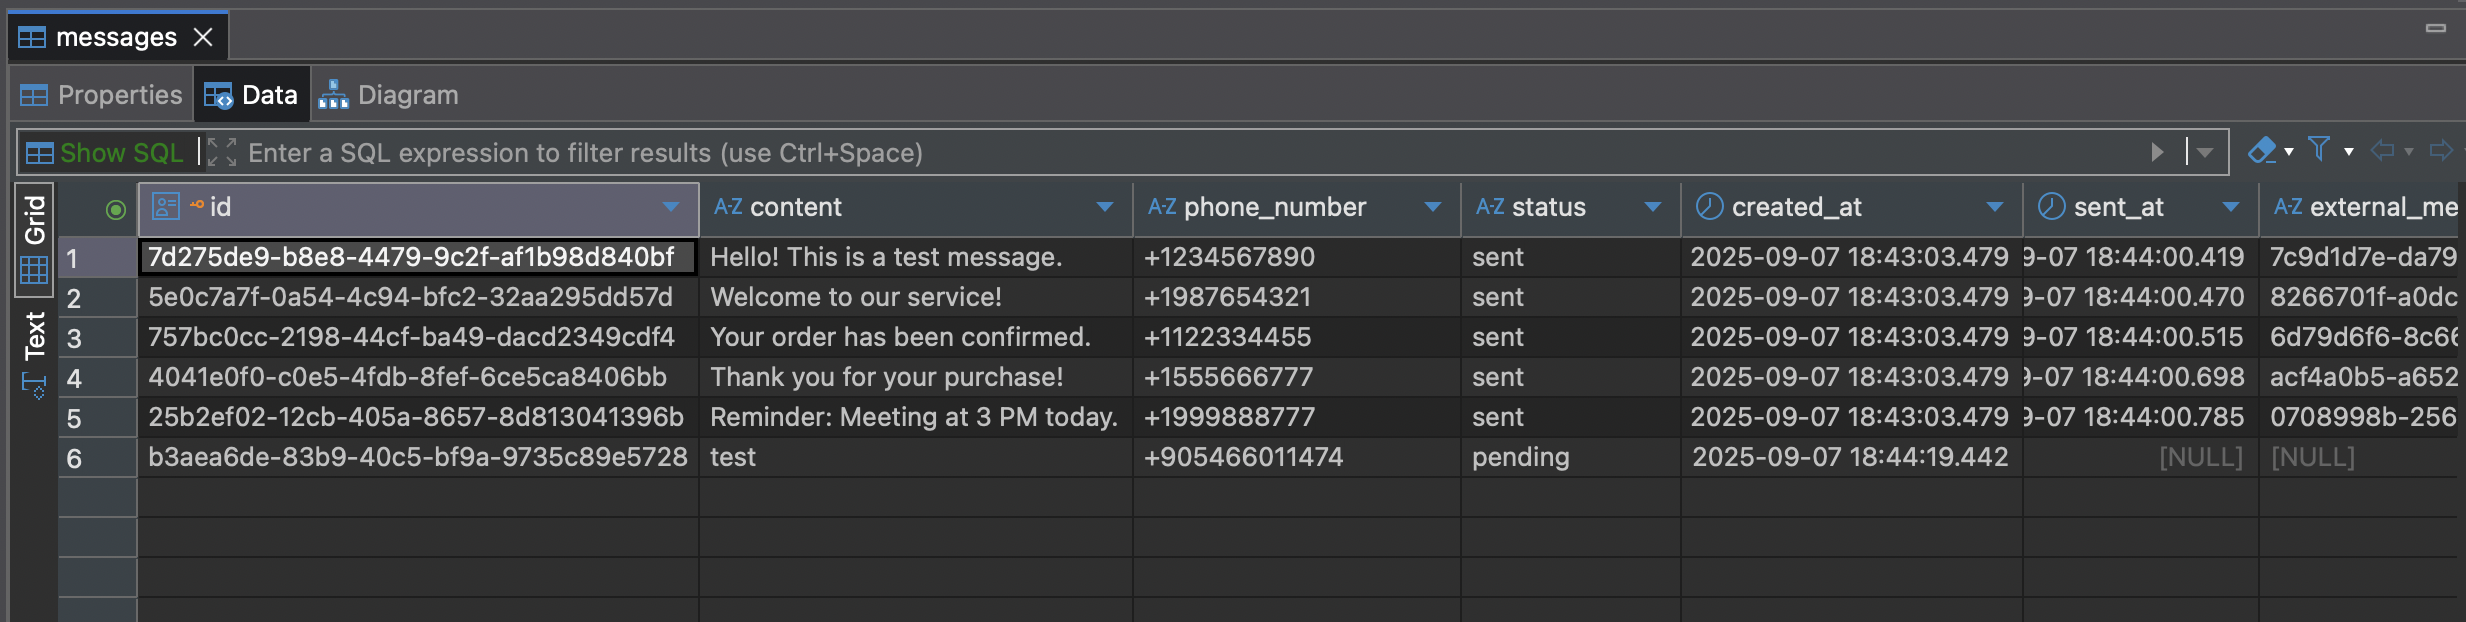 messages
Properties Data Diagram
Show SQL Enter a SQL expression to filter results (use Ctrl+Space)
Grid
Text
id A-Z content A-Z phone_number A-Z status created_at sent_at A-Z external_me
1 7d275de9-b8e8-4479-9c2f-af1b98d840bf Hello! This is a test message. +1234567890 sent 2025-09-07 18:43:03.479 9-07 18:44:00.419 7c9d1d7e-da79
2 5e0c7a7f-0a54-4c94-bfc2-32aa295dd57d Welcome to our service! +1987654321 sent 2025-09-07 18:43:03.479 9-07 18:44:00.470 8266701f-a0dc
3 757bc0cc-2198-44cf-ba49-dacd2349cdf4 Your order has been confirmed. +1122334455 sent 2025-09-07 18:43:03.479 9-07 18:44:00.515 6d79d6f6-8c66
4 4041e0f0-c0e5-4fdb-8fef-6ce5ca8406bb Thank you for your purchase! +1555666777 sent 2025-09-07 18:43:03.479 9-07 18:44:00.698 acf4a0b5-a652
5 25b2ef02-12cb-405a-8657-8d813041396b Reminder: Meeting at 3 PM today. +1999888777 sent 2025-09-07 18:43:03.479 9-07 18:44:00.785 0708998b-256
6 b3aea6de-83b9-40c5-bf9a-9735c89e5728 test +905466011474 pending 2025-09-07 18:44:19.442 [NULL] [NULL]